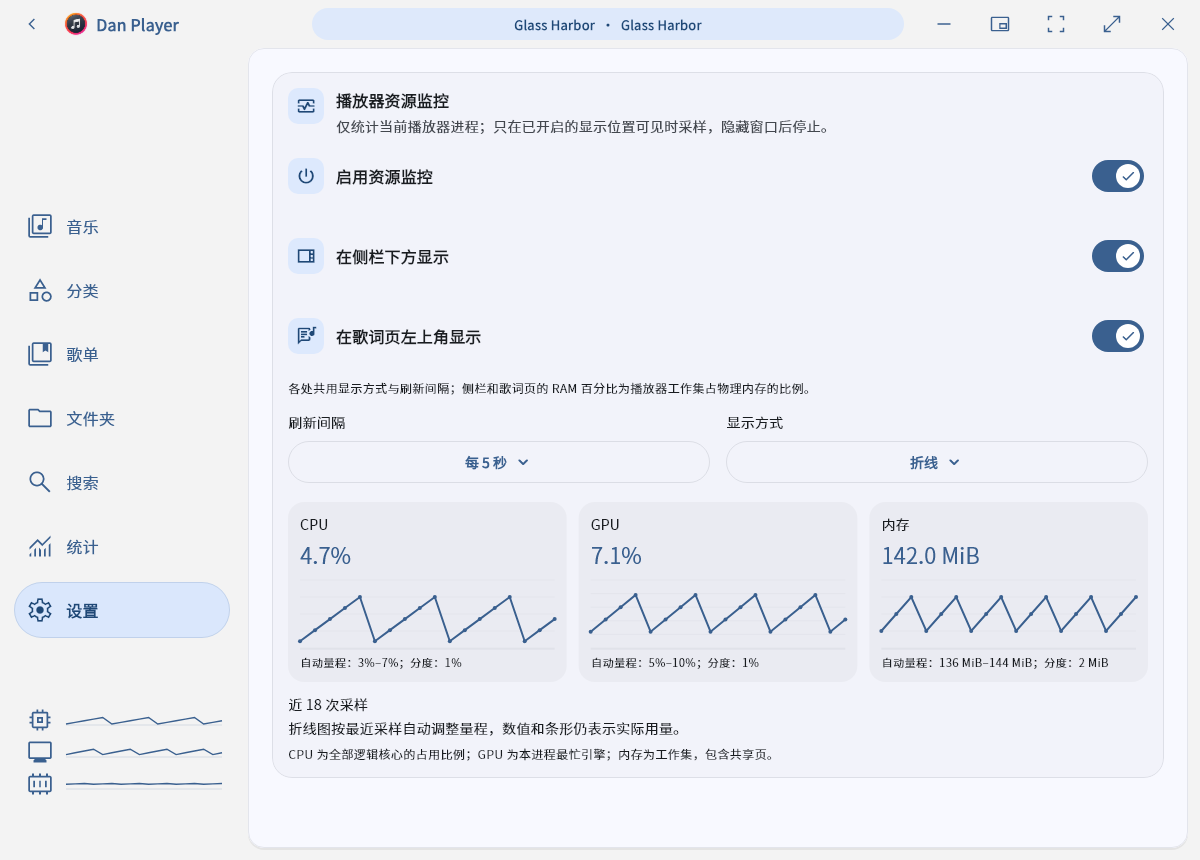 Dan Player
Glass Harbor • Glass Harbor
音乐
分类
歌单
文件夹
搜索
统计
设置
播放器资源监控
仅统计当前播放器进程；只在已开启的显示位置可见时采样，隐藏窗口后停止。
启用资源监控
在侧栏下方显示
在歌词页左上角显示
各处共用显示方式与刷新间隔；侧栏和歌词页的 RAM 百分比为播放器工作集占物理内存的比例。
刷新间隔
每 5 秒
显示方式
折线
CPU
4.7%
自动量程：3%–7%；分度：1%
GPU
7.1%
自动量程：5%–10%；分度：1%
内存
142.0 MiB
自动量程：136 MiB–144 MiB；分度：2 MiB
近 18 次采样
折线图按最近采样自动调整量程，数值和条形仍表示实际用量。
CPU 为全部逻辑核心的占用比例；GPU 为本进程最忙引擎；内存为工作集，包含共享页。